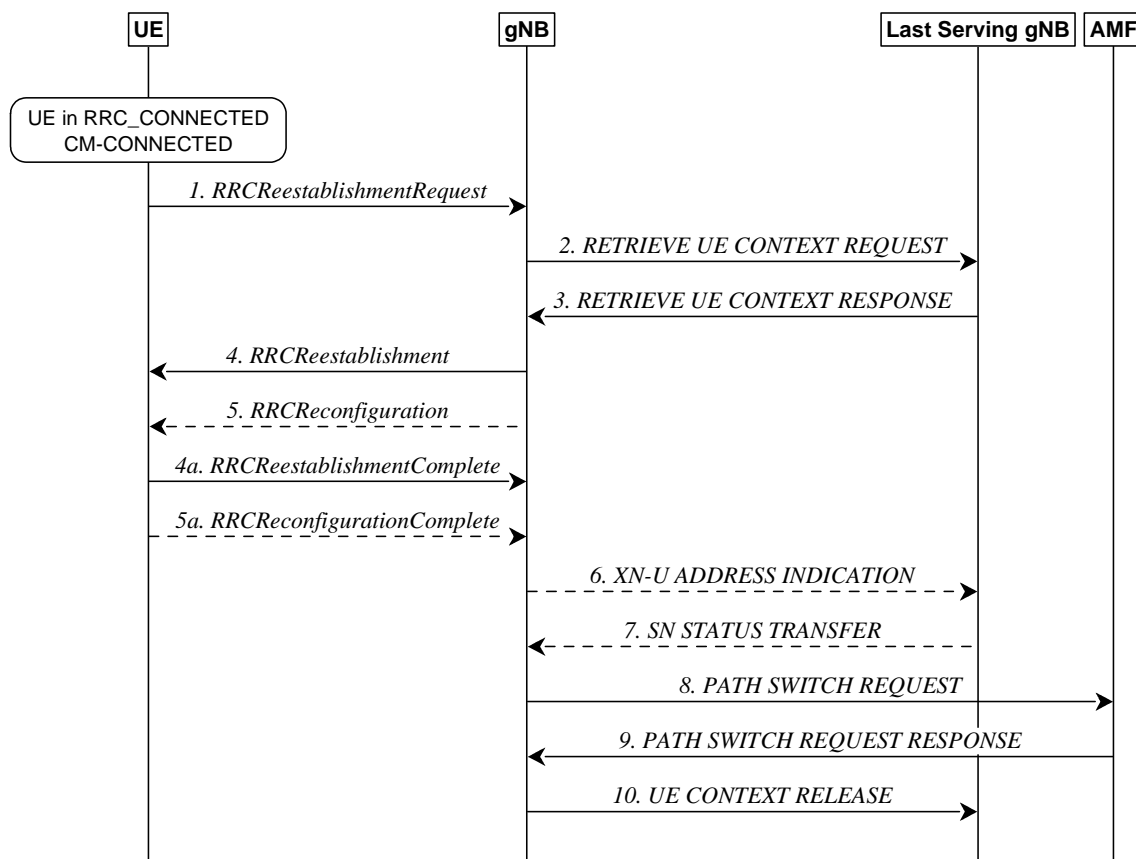 UE
gNB
Last Serving gNB
AMF
UE in RRC_CONNECTED
CM-CONNECTED
1. RRCReestablishmentRequest
2. RETRIEVE UE CONTEXT REQUEST
3. RETRIEVE UE CONTEXT RESPONSE
4. RRCReestablishment
5. RRCReconfiguration
4a. RRCReestablishmentComplete
5a. RRCReconfigurationComplete
6. XN-U ADDRESS INDICATION
7. SN STATUS TRANSFER
8. PATH SWITCH REQUEST
9. PATH SWITCH REQUEST RESPONSE
10. UE CONTEXT RELEASE